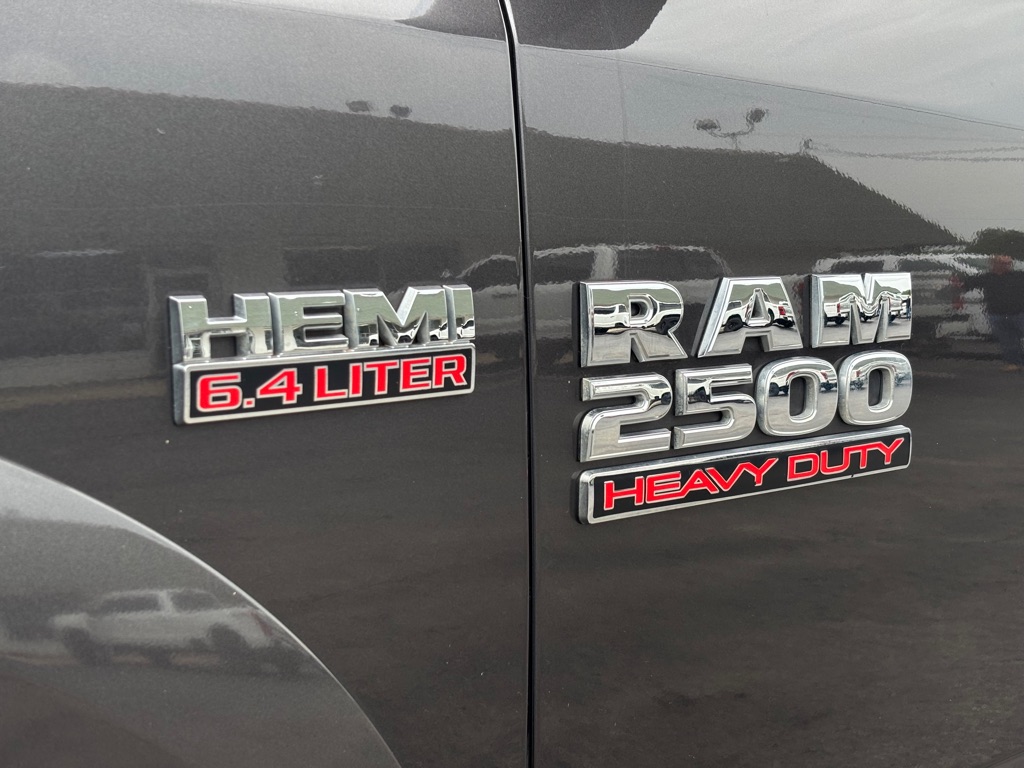 HEMI
6.4 LITER
RAM
2500
HEAVY DUTY